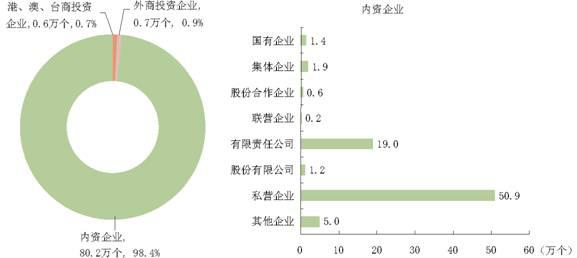 港、澳、台商投资
企业,0.6万个,0.7%
外商投资企业,
0.7万个, 0.9%
内资企业,
80.2万个, 98.4%
内资企业
国有企业 1.4
集体企业 1.9
股份合作企业 0.6
联营企业 0.2
有限责任公司 19.0
股份有限公司 1.2
私营企业 50.9
其他企业 5.0
0 10 20 30 40 50 60 (万个)